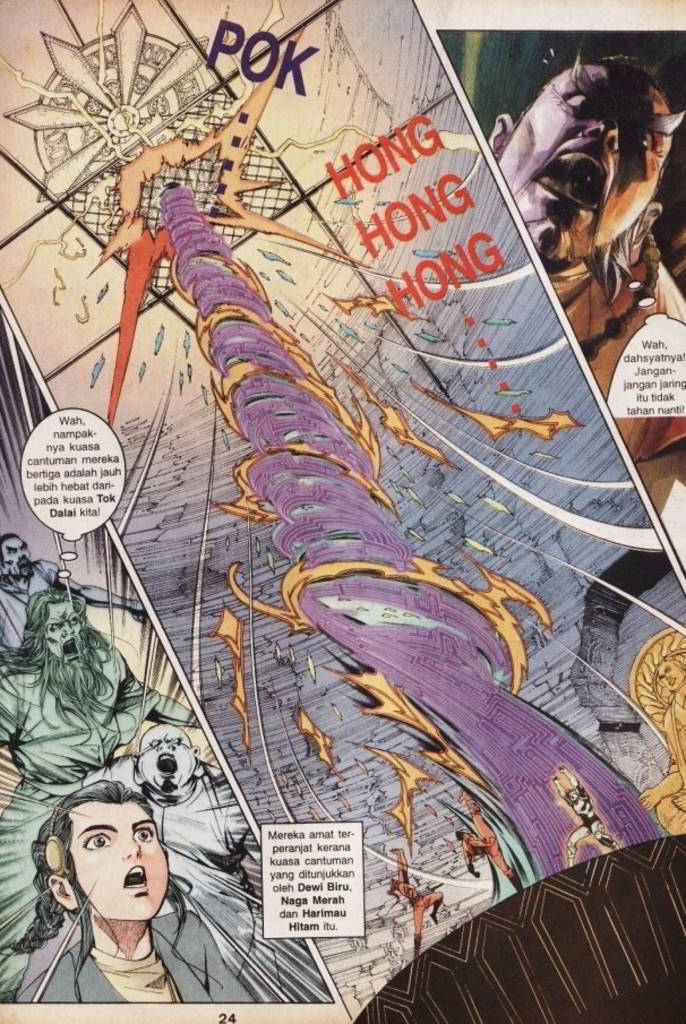 POK
HONG
HONG
HONG
Wah,
dahsyatnya!
Jangan-
jangan jaring
itu tidak
tahan nanti!
Wah,
nampak-
nya kuasa
cantuman mereka
bertiga adalah jauh
lebih hebat dari-
pada kuasa Tok
Dalai kita!
Mereka amat ter-
peranjat kerana
kuasa cantuman
yang ditunjukkan
oleh Dewi Biru,
Naga Merah
dan Harimau
Hitam itu.
24